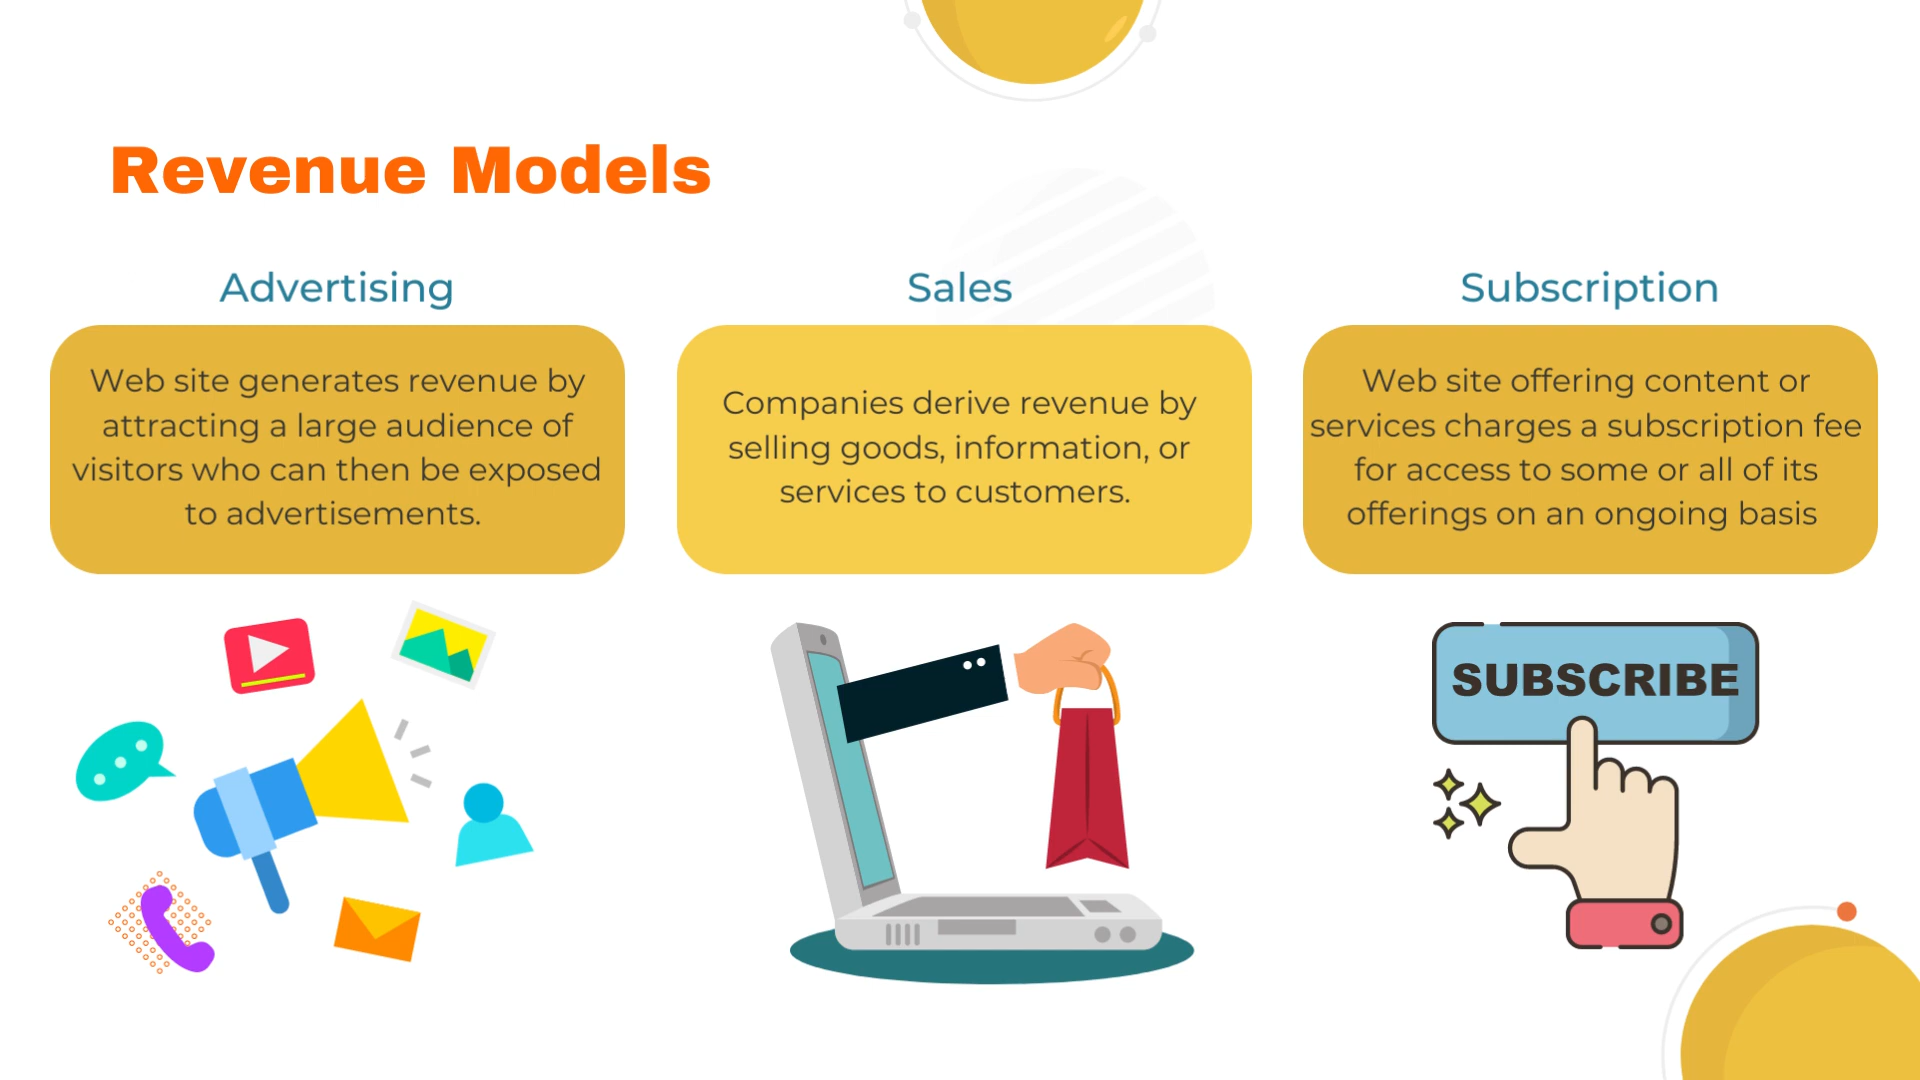 Revenue Models
Advertising
Web site generates revenue by
attracting a large audience of
visitors who can then be exposed
to advertisements.
Sales
Companies derive revenue by
selling goods, information, or
services to customers.
Subscription
Web site offering content or
services charges a subscription fee
for access to some or all of its
offerings on an ongoing basis
SUBSCRIBE